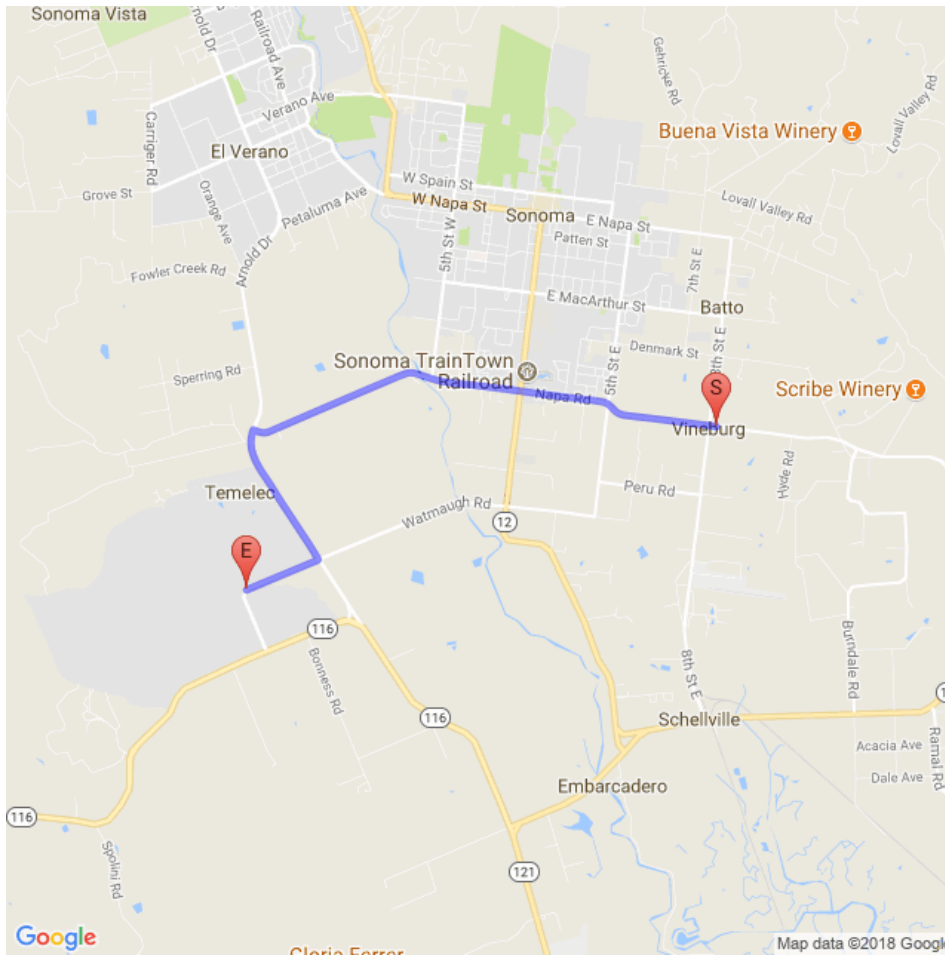 Sonoma Vista
Arnold Dr
Railroad Ave
Gehricke Rd
Lovall Valley Rd
Carriger Rd
Verano Ave
Buena Vista Winery
El Verano
W Spain St
Grove St
Orange Ave
Petaluma Ave
W Napa St
Sonoma
E Napa St
Lovall Valley Rd
Patten St
Arnold Dr
5th St W
7th St E
Fowler Creek Rd
E MacArthur St
Batto
Denmark St
8th St E
Sonoma TrainTown
Railroad
5th St E
Sperring Rd
S
Scribe Winery
Napa Rd
Vineburg
Hyde Rd
Temelec
Peru Rd
Watmaugh Rd
12
E
116
Bonness Rd
8th St E
Burndale Rd
116
Schellville
Ramal Rd
Acacia Ave
Dale Ave
Embarcadero
116
Spolini Rd
121
Google
Gloria Ferrer
Map data ©2018 Google